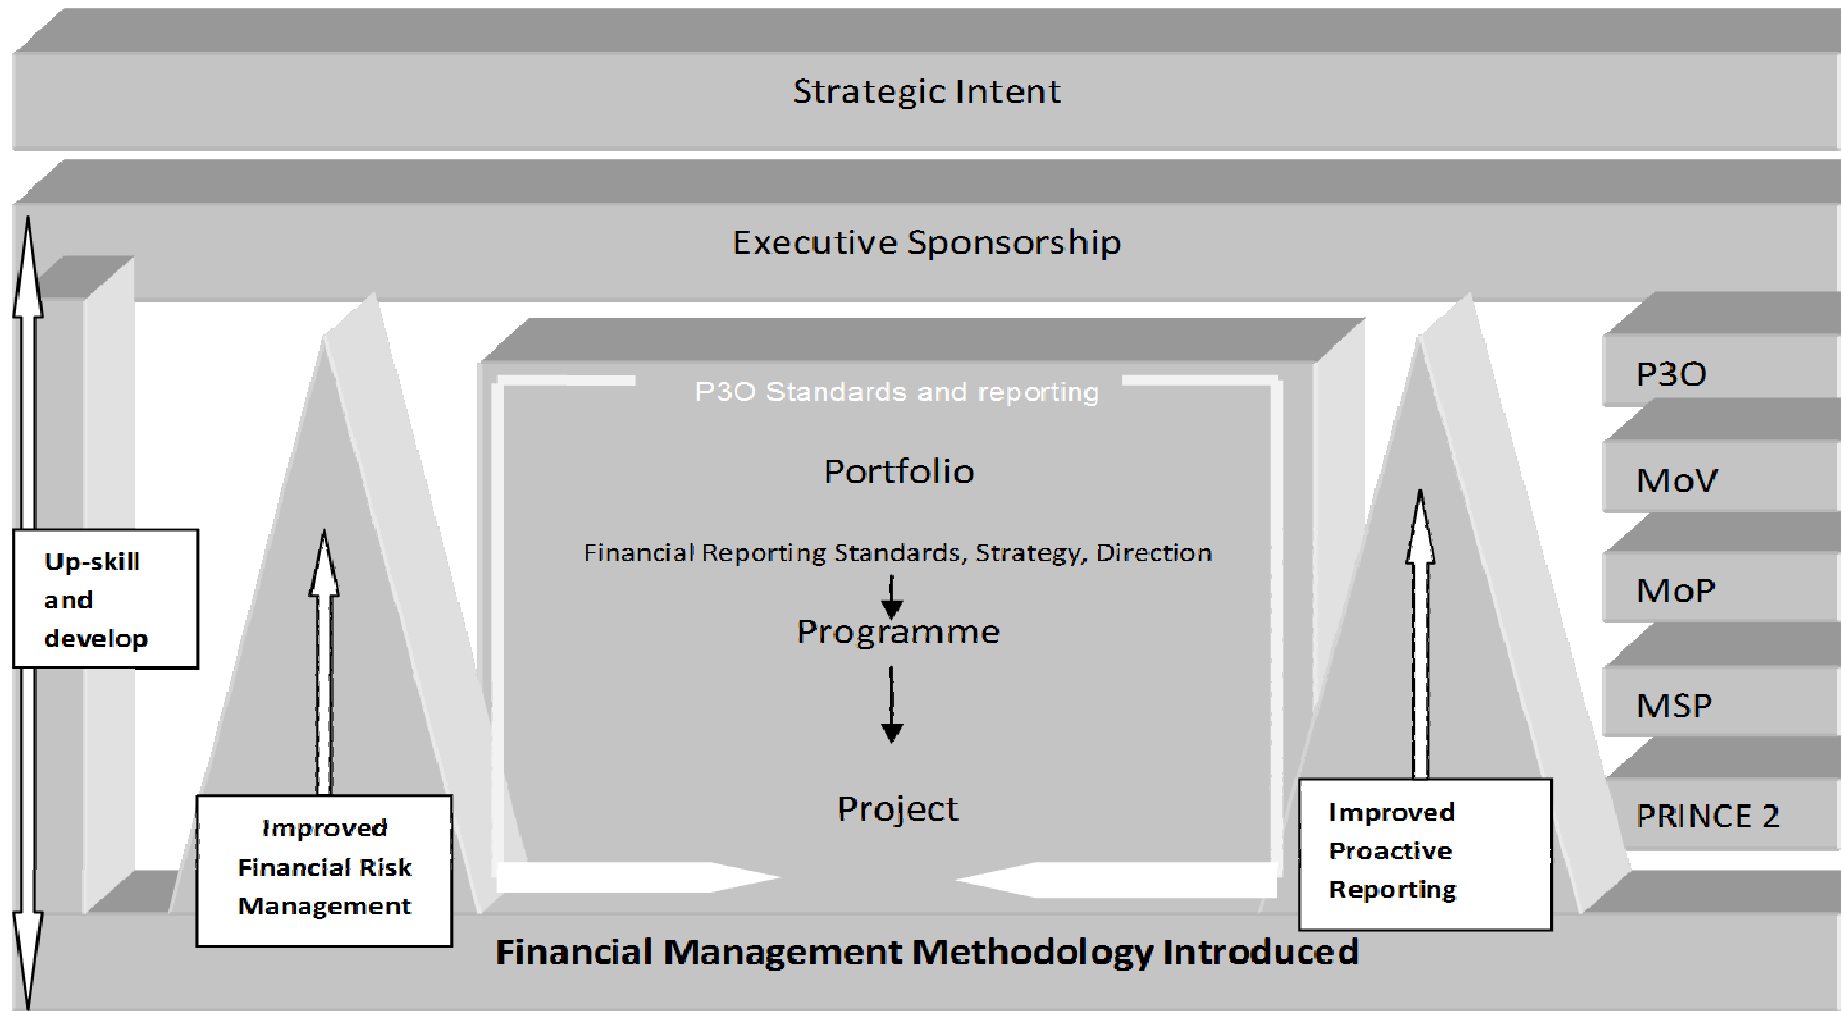 Strategic Intent
Executive Sponsorship
P3O Standards and reporting
Portfolio
Financial Reporting Standards, Strategy, Direction
Programme
Project
Up-skill
and
develop
Improved
Financial Risk
Management
Improved
Proactive
Reporting
P3O
MoV
MoP
MSP
PRINCE 2
Financial Management Methodology Introduced